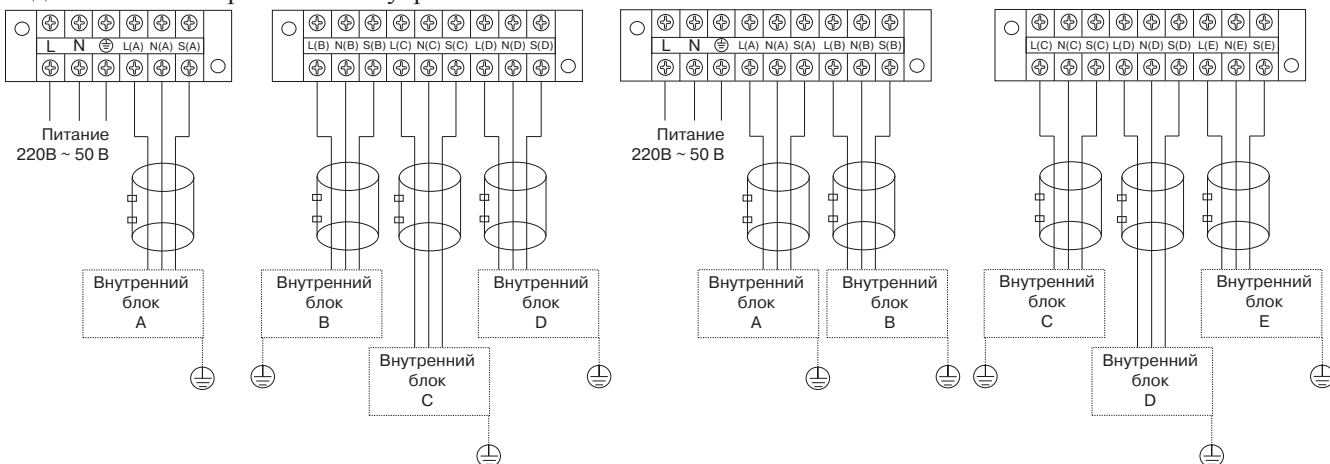 L N L(A) N(A) S(A)
L(B) N(B) S(B) L(C) N(C) S(C) L(D) N(D) S(D)
L N L(A) N(A) S(A) L(B) N(B) S(B)
L(C) N(C) S(C) L(D) N(D) S(D) L(E) N(E) S(E)
Питание
220В ~ 50 В
Питание
220В ~ 50 В
Внутренний
блок
A
Внутренний
блок
B
Внутренний
блок
D
Внутренний
блок
A
Внутренний
блок
B
Внутренний
блок
C
Внутренний
блок
E
Внутренний
блок
C
Внутренний
блок
D